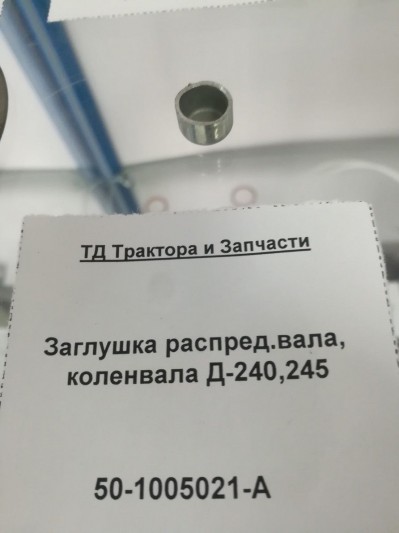 ТД Трактора и Запчасти
Заглушка распред.вала,
коленвала Д-240,245
50-1005021-А